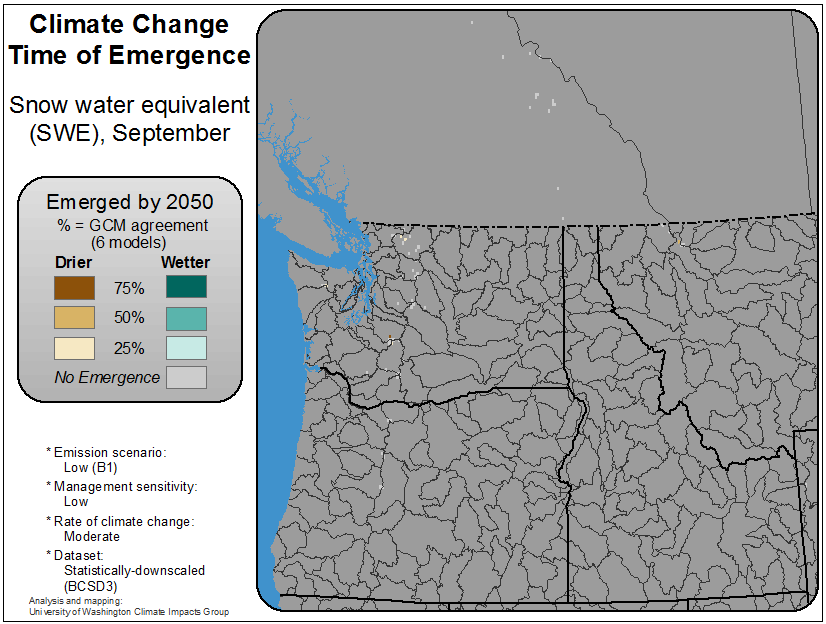 Climate Change
Time of Emergence
Snow water equivalent
(SWE), September
Emerged by 2050
% = GCM agreement
(6 models)
Drier Wetter
75%
50%
25%
No Emergence
* Emission scenario:
Low (B1)
* Management sensitivity:
Low
* Rate of climate change:
Moderate
* Dataset:
Statistically-downscaled
(BCSD3)
Analysis and mapping:
University of Washington Climate Impacts Group